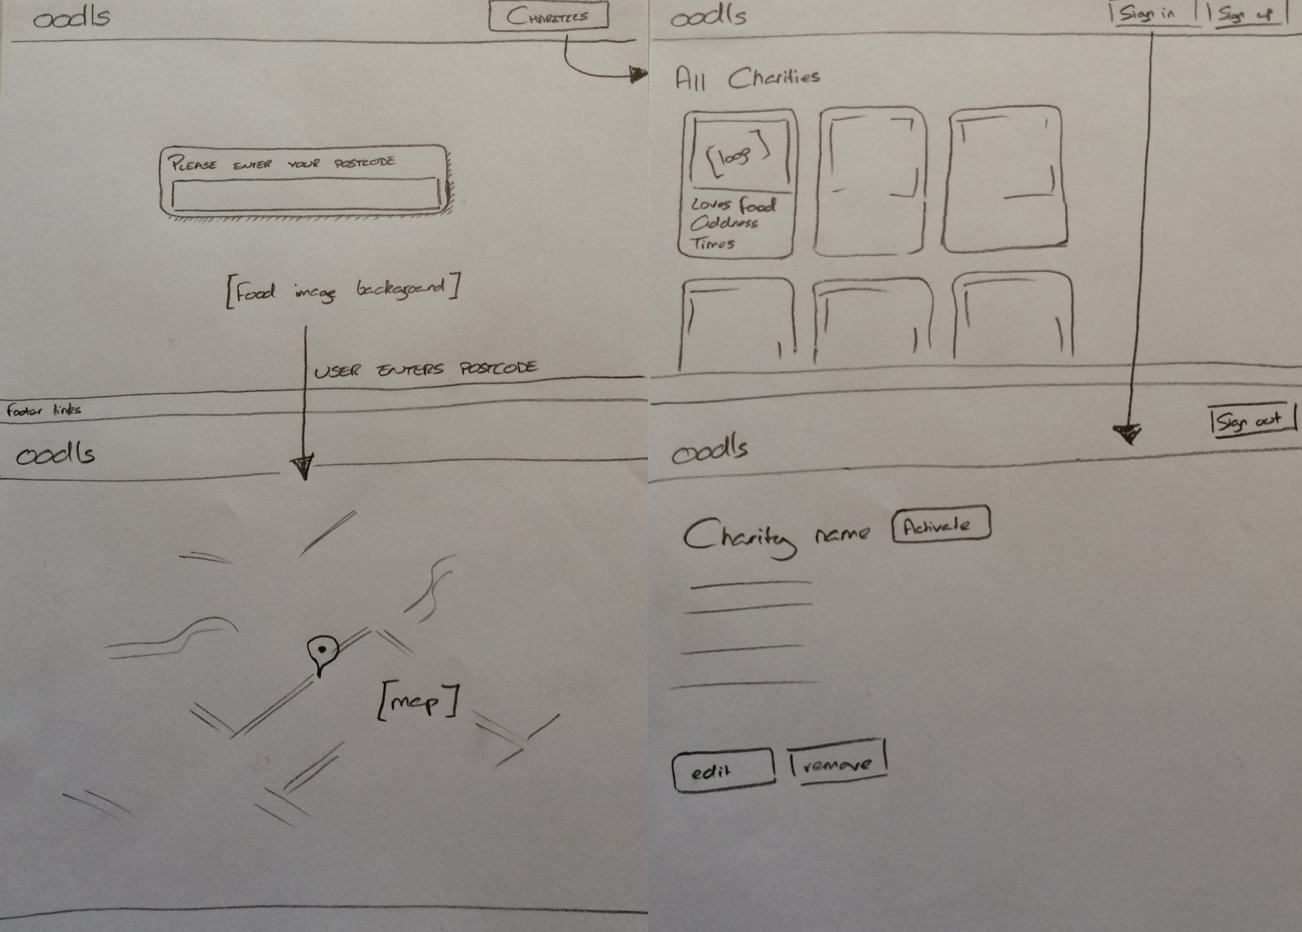 oodls
CHARITIES
PLEASE ENTER YOUR POSTCODE
[Food image background]
USER ENTERS POSTCODE
Footer links
oodls
[map]
oodls
Sign in
Sign up
All Charities
Loves food
Address
Times
oodls
Sign out
Charity name
Activate
edit
remove